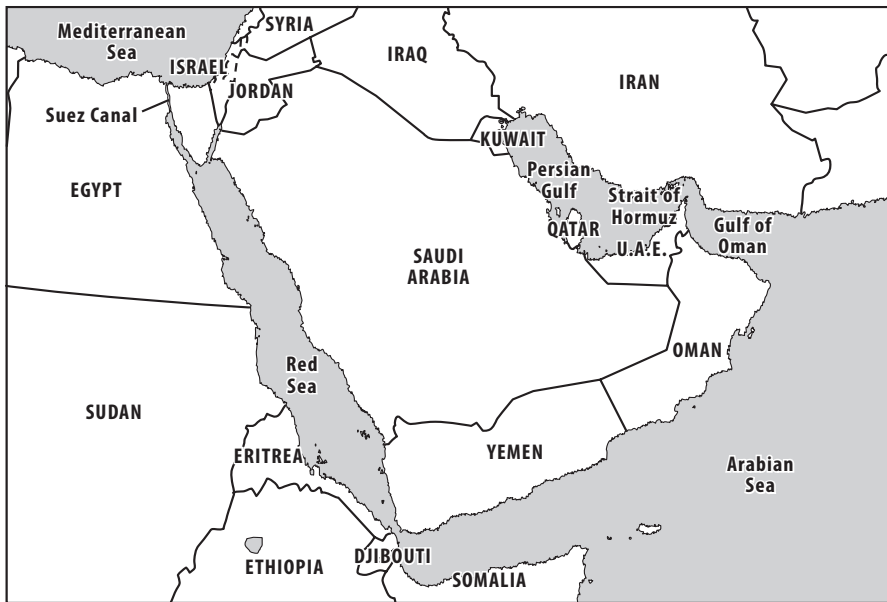 SYRIA
Mediterranean
Sea
IRAQ
ISRAEL
IRAN
JORDAN
Suez Canal
KUWAIT
Persian
Gulf
EGYPT
Strait of
Hormuz
QATAR
Gulf of
Oman
U.A.E.
SAUDI
ARABIA
OMAN
Red
Sea
SUDAN
YEMEN
ERITREA
Arabian
Sea
DJIBOUTI
ETHIOPIA
SOMALIA